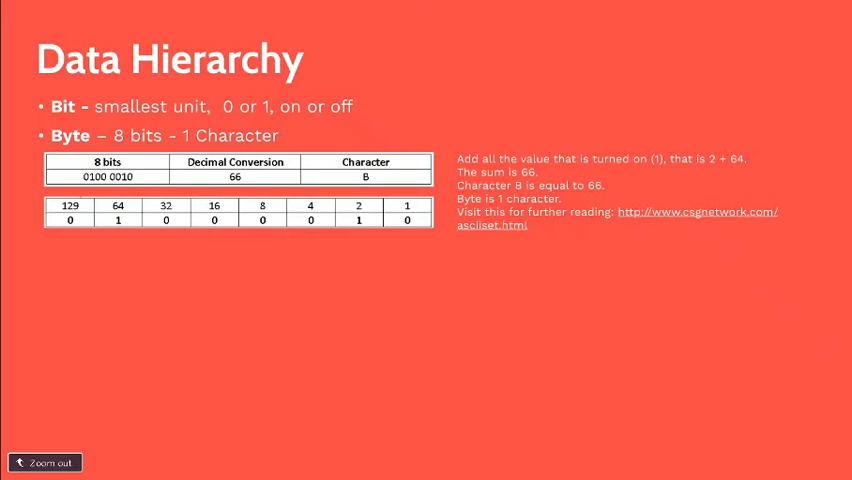 Data Hierarchy
• Bit - smallest unit, 0 or 1, on or off
• Byte – 8 bits - 1 Character
8 bits Decimal Conversion Character
0100 0010 66 B
129 64 32 16 8 4 2 1
0 1 0 0 0 0 1 0
Add all the value that is turned on (1), that is 2 + 64.
The sum is 66.
Character B is equal to 66.
Byte is 1 character.
Visit this for further reading: http://www.csgnetwork.com/
asciiset.html
Zoom out